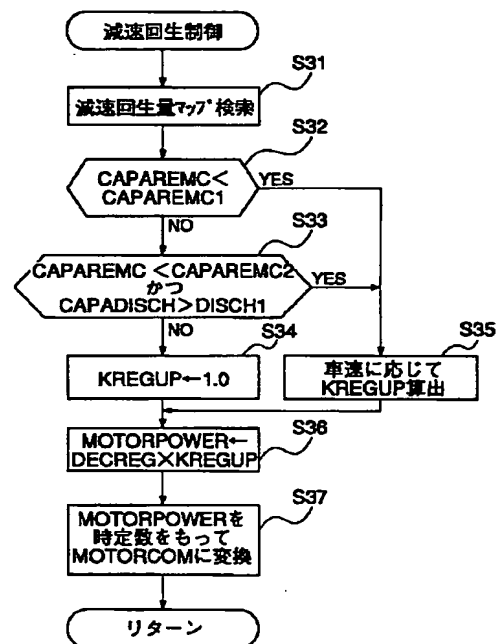 減速回生制御
S31
減速回生量マップ検索
S32
CAPAREMC<
CAPAREMC1
YES
NO
S33
CAPAREMC <CAPAREMC2
かつ
CAPADISCH>DISCH1
YES
NO
S34
KREGUP←1.0
S35
車速に応じて
KREGUP算出
S36
MOTORPOWER←
DECREG×KREGUP
S37
MOTORPOWERを
時定数をもって
MOTORCOMに変換
リターン